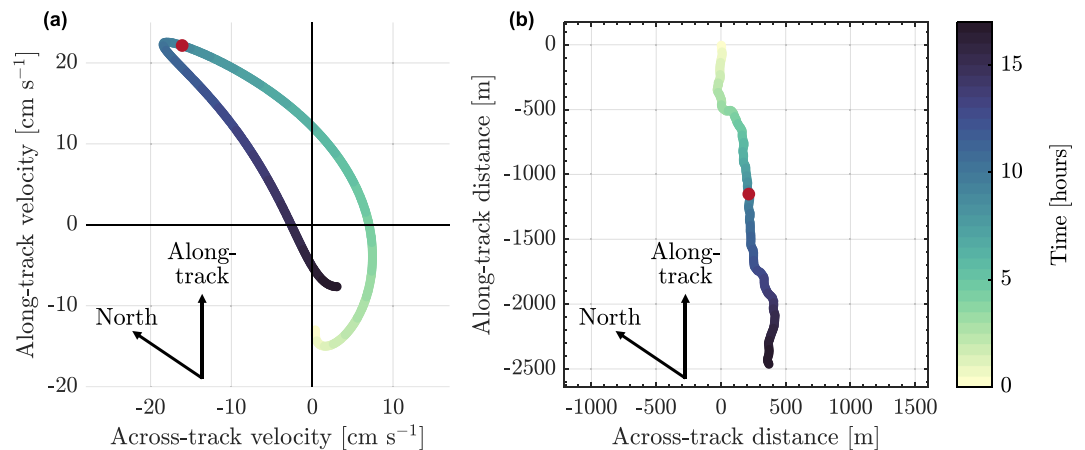 (a)
20
10
0
-10
-20
Along-track velocity [cm s⁻¹]
Along-
track
North
-20
-10
0
10
Across-track velocity [cm s⁻¹]
(b)
0
-500
-1000
-1500
-2000
-2500
Along-track distance [m]
Along-
track
North
-1000
-500
0
500
1000
1500
Across-track distance [m]
15
10
5
0
Time [hours]